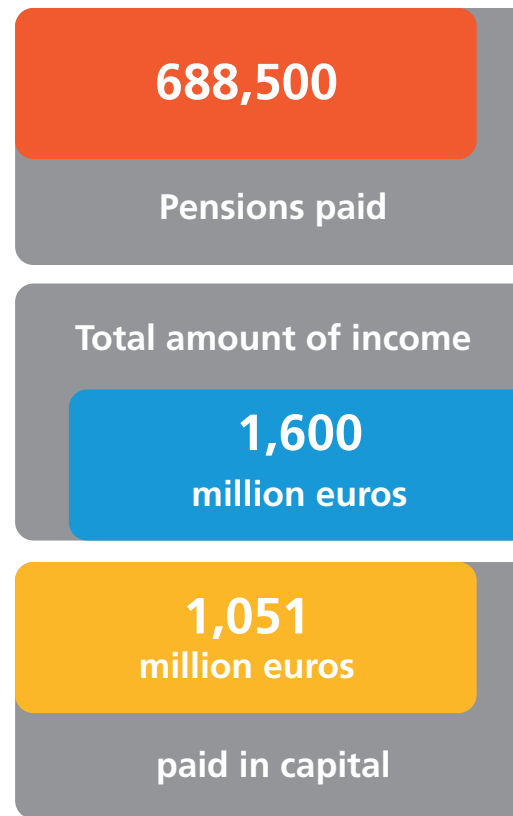 688,500
Pensions paid
Total amount of income
1,600
million euros
1,051
million euros
paid in capital